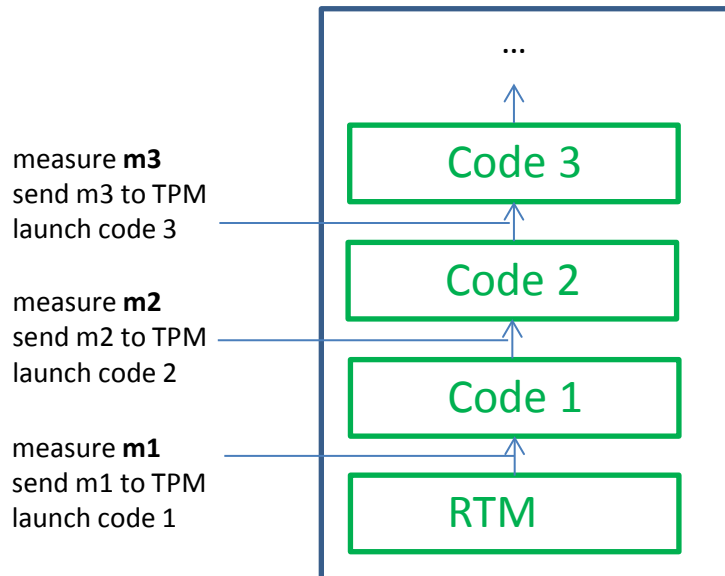 ...
Code 3
measure m3
send m3 to TPM
launch code 3
Code 2
measure m2
send m2 to TPM
launch code 2
Code 1
measure m1
send m1 to TPM
launch code 1
RTM